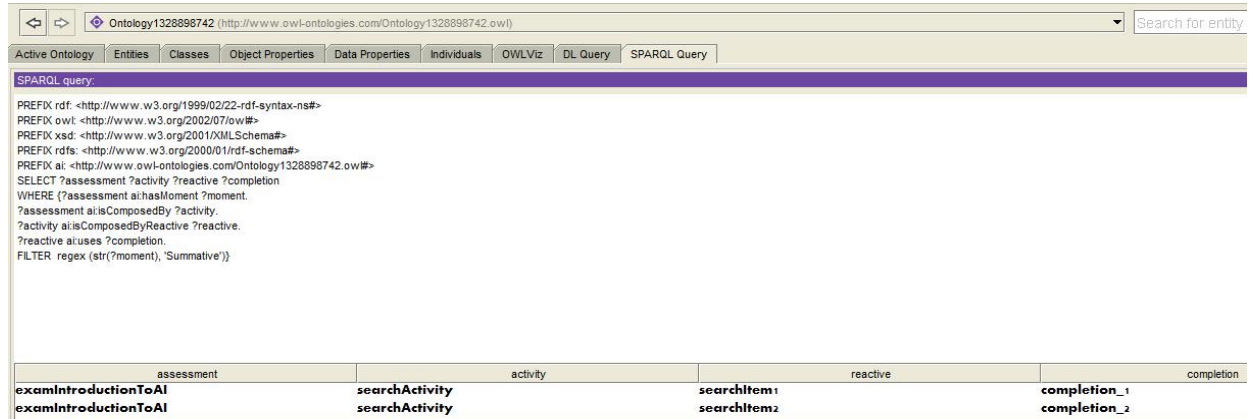 Ontology1328898742 (http://www.owl-ontologies.com/Ontology1328898742.owl) Search for entity
Active Ontology Entities Classes Object Properties Data Properties Individuals OWLViz DL Query SPARQL Query
SPARQL query:
PREFIX rdf: <http://www.w3.org/1999/02/22-rdf-syntax-ns#>
PREFIX owl: <http://www.w3.org/2002/07/owl#>
PREFIX xsd: <http://www.w3.org/2001/XMLSchema#>
PREFIX rdfs: <http://www.w3.org/2000/01/rdf-schema#>
PREFIX ai: <http://www.owl-ontologies.com/Ontology1328898742.owl#>
SELECT ?assessment ?activity ?reactive ?completion
WHERE {?assessment ai:hasMoment ?moment.
?assessment ai:isComposedBy ?activity.
?activity ai:isComposedByReactive ?reactive.
?reactive ai:uses ?completion.
FILTER regex (str(?moment), 'Summative')}
assessment activity reactive completion
examIntroductionToAI searchActivity searchItem1 completion_1
examIntroductionToAI searchActivity searchItem2 completion_2